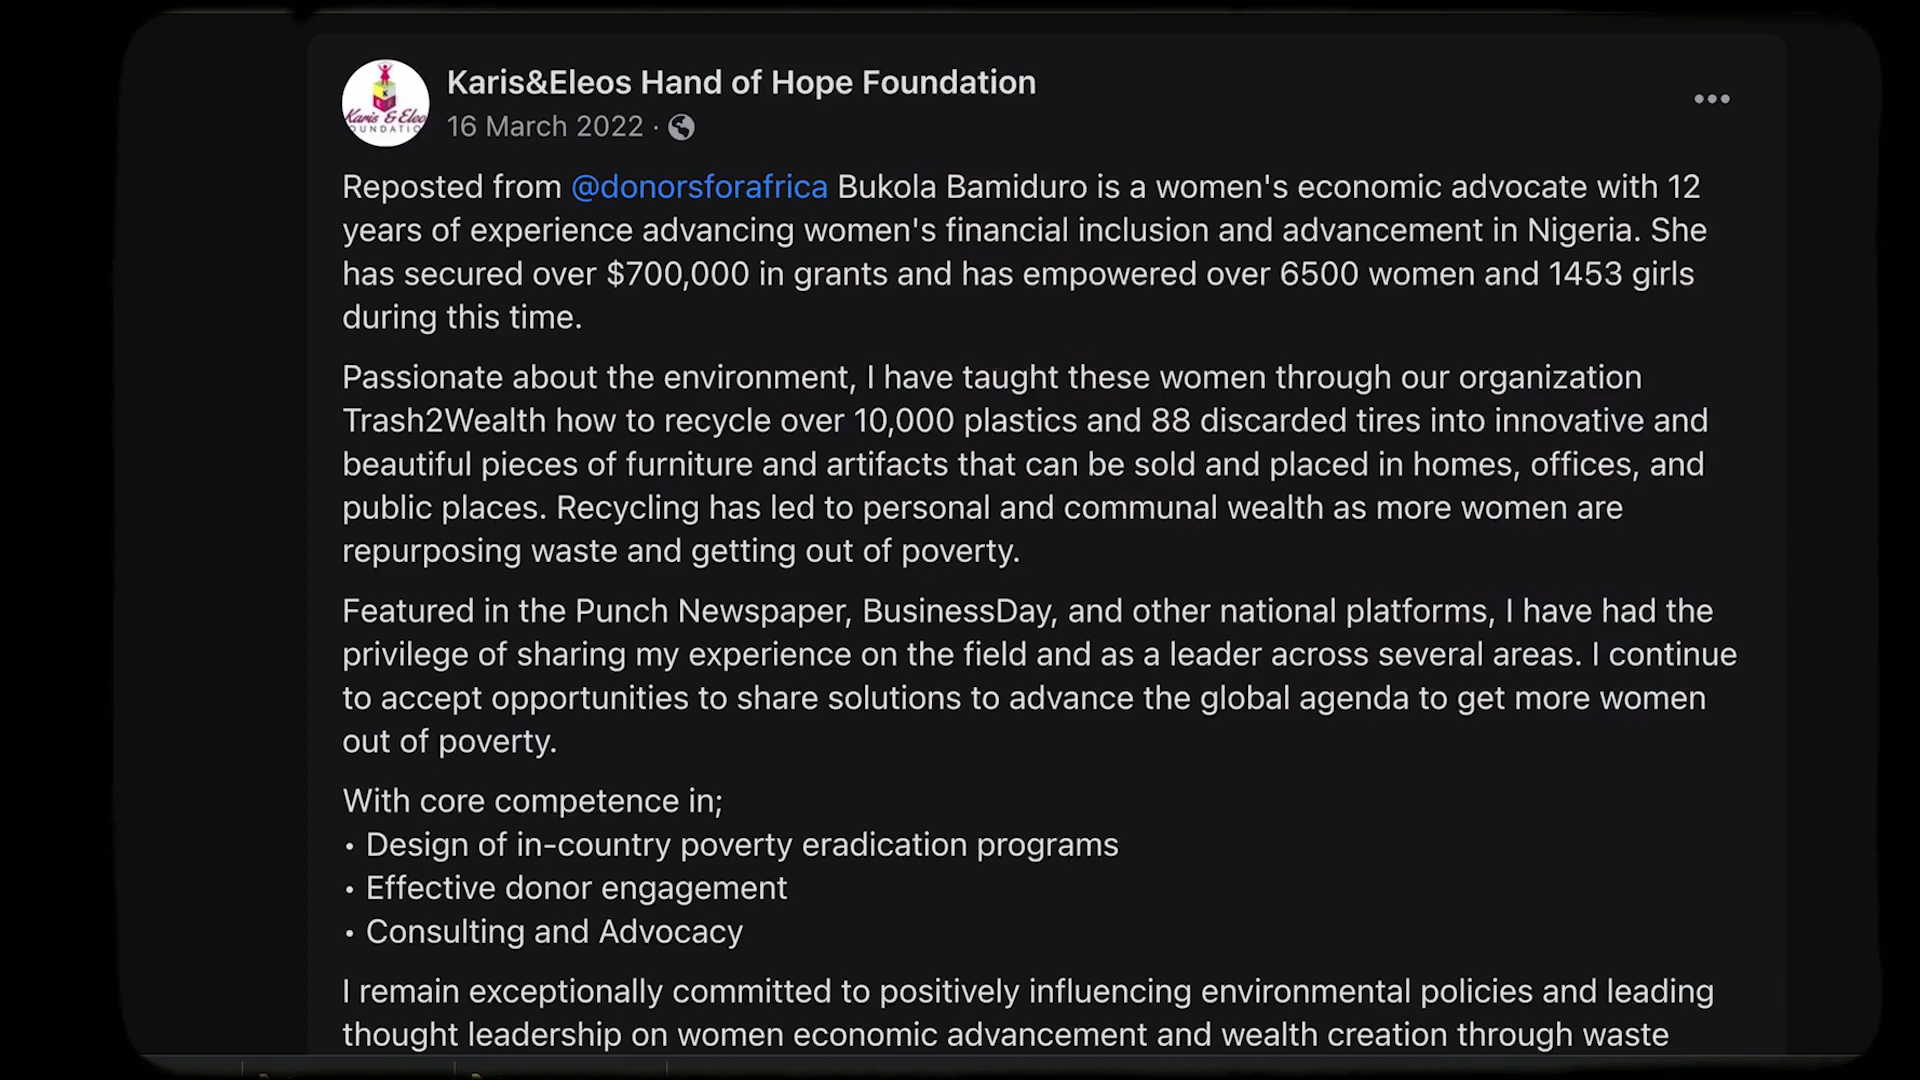 Karis&Eleos Hand of Hope Foundation
16 March 2022 ·
Reposted from @donorsforafrica Bukola Bamiduro is a women's economic advocate with 12
years of experience advancing women's financial inclusion and advancement in Nigeria. She
has secured over $700,000 in grants and has empowered over 6500 women and 1453 girls
during this time.
Passionate about the environment, I have taught these women through our organization
Trash2Wealth how to recycle over 10,000 plastics and 88 discarded tires into innovative and
beautiful pieces of furniture and artifacts that can be sold and placed in homes, offices, and
public places. Recycling has led to personal and communal wealth as more women are
repurposing waste and getting out of poverty.
Featured in the Punch Newspaper, BusinessDay, and other national platforms, I have had the
privilege of sharing my experience on the field and as a leader across several areas. I continue
to accept opportunities to share solutions to advance the global agenda to get more women
out of poverty.
With core competence in;
• Design of in-country poverty eradication programs
• Effective donor engagement
• Consulting and Advocacy
I remain exceptionally committed to positively influencing environmental policies and leading
thought leadership on women economic advancement and wealth creation through waste